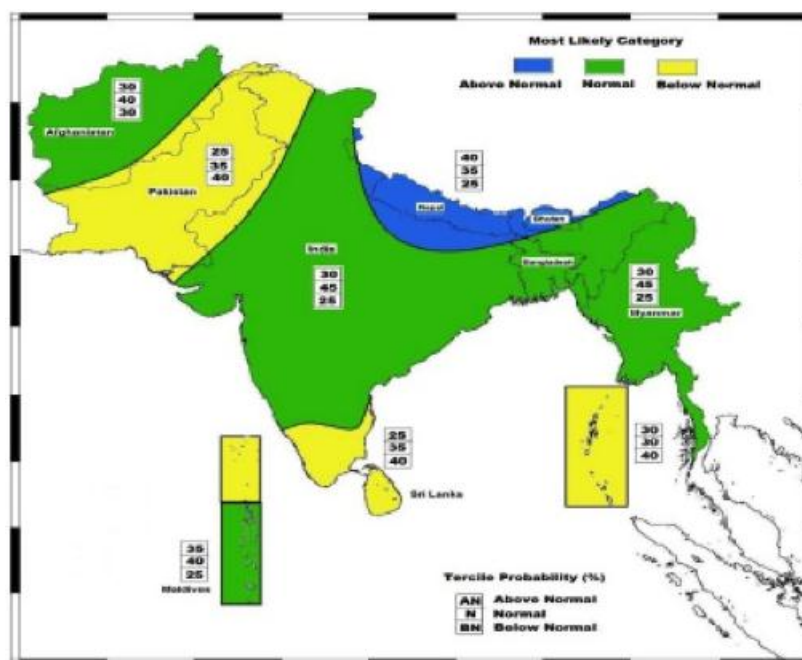 Most Likely Category
Above Normal
Normal
Below Normal
30
40
30
Afghanistan
25
35
40
Pakistan
40
35
25
Nepal
Bhutan
India
Bangladesh
30
45
25
30
45
25
Myanmar
25
35
40
Sri Lanka
30
30
40
35
40
25
Maldives
Tercile Probability (%)
AN Above Normal
N Normal
BN Below Normal